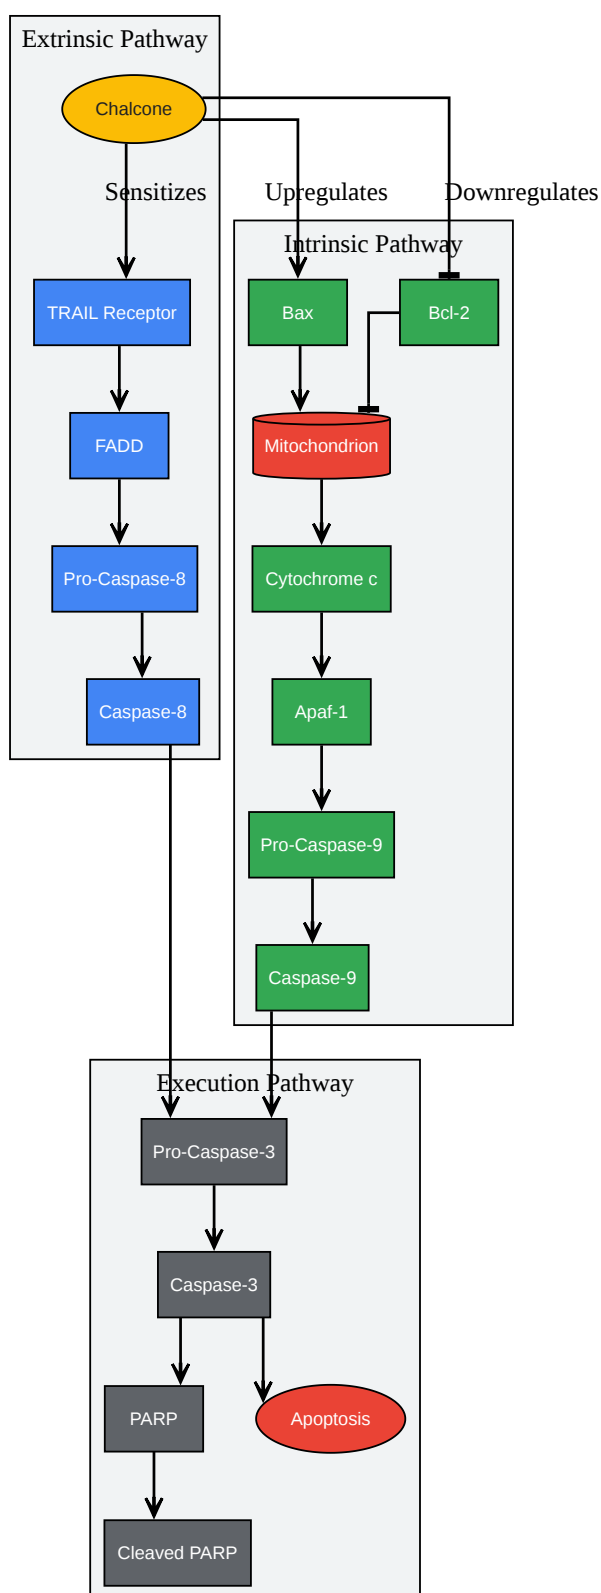 Extrinsic Pathway
Chalcone
Sensitizes
Upregulates
Downregulates
Intrinsic Pathway
TRAIL Receptor
Bax
Bcl-2
FADD
Mitochondrion
Pro-Caspase-8
Cytochrome c
Caspase-8
Apaf-1
Pro-Caspase-9
Caspase-9
Execution Pathway
Pro-Caspase-3
Caspase-3
PARP
Apoptosis
Cleaved PARP